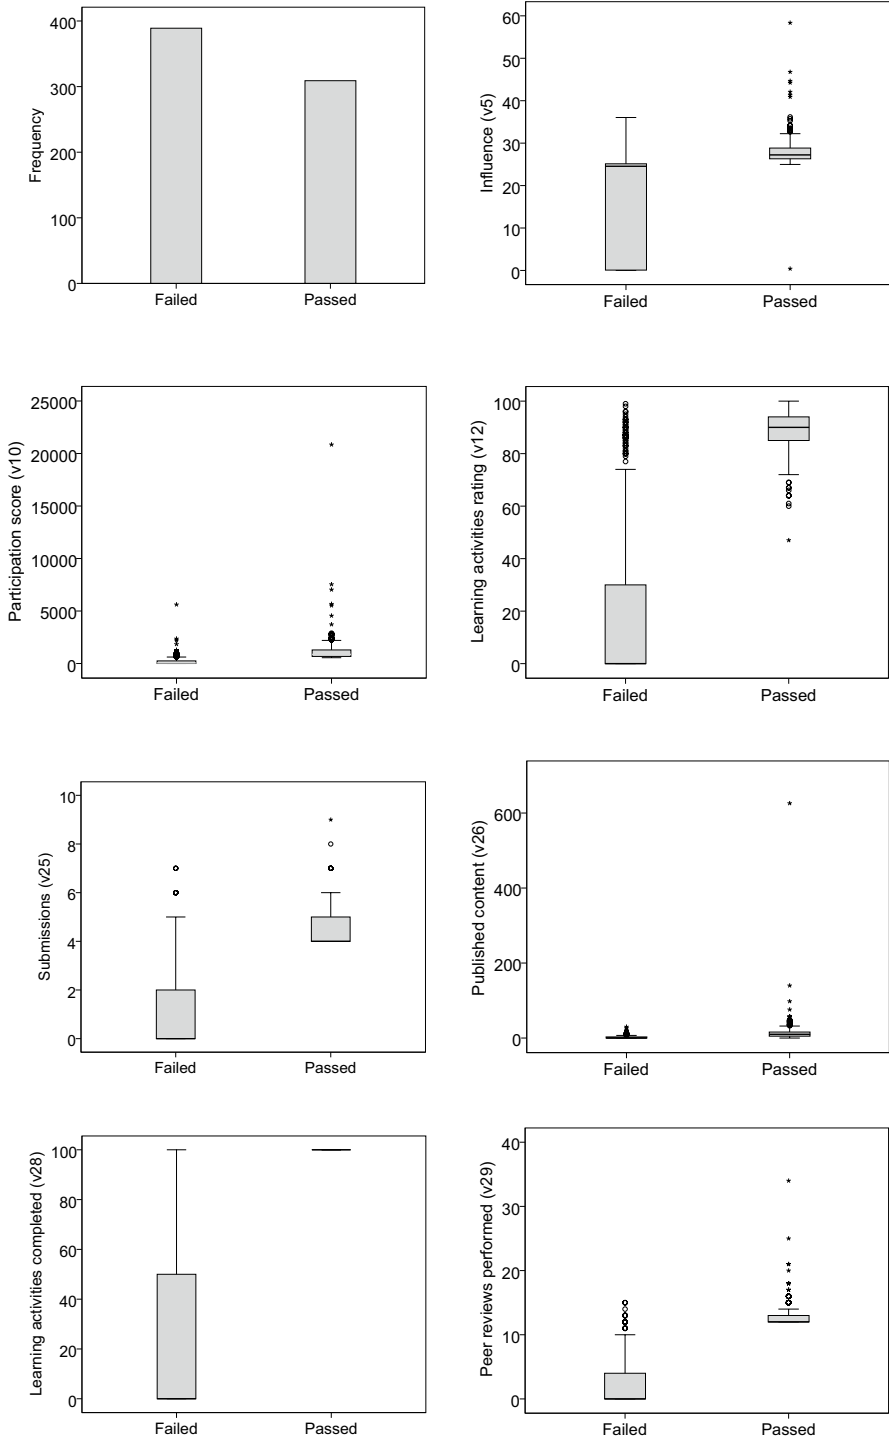 Frequency
400
300
200
100
0
Failed
Passed
Influence (v5)
60
60
40
30
20
10
0
Failed
Passed
Participation score (v10)
25000
20000
15000
10000
5000
0
Failed
Passed
Learning activities rating (v12)
100
80
60
40
20
0
Failed
Passed
Submissions (v25)
10
8
6
4
2
0
Failed
Passed
Published content (v26)
600
400
200
0
Failed
Passed
Learning activities completed (v28)
100
80
60
40
20
0
Failed
Passed
Peer reviews performed (v29)
40
30
20
10
0
Failed
Passed